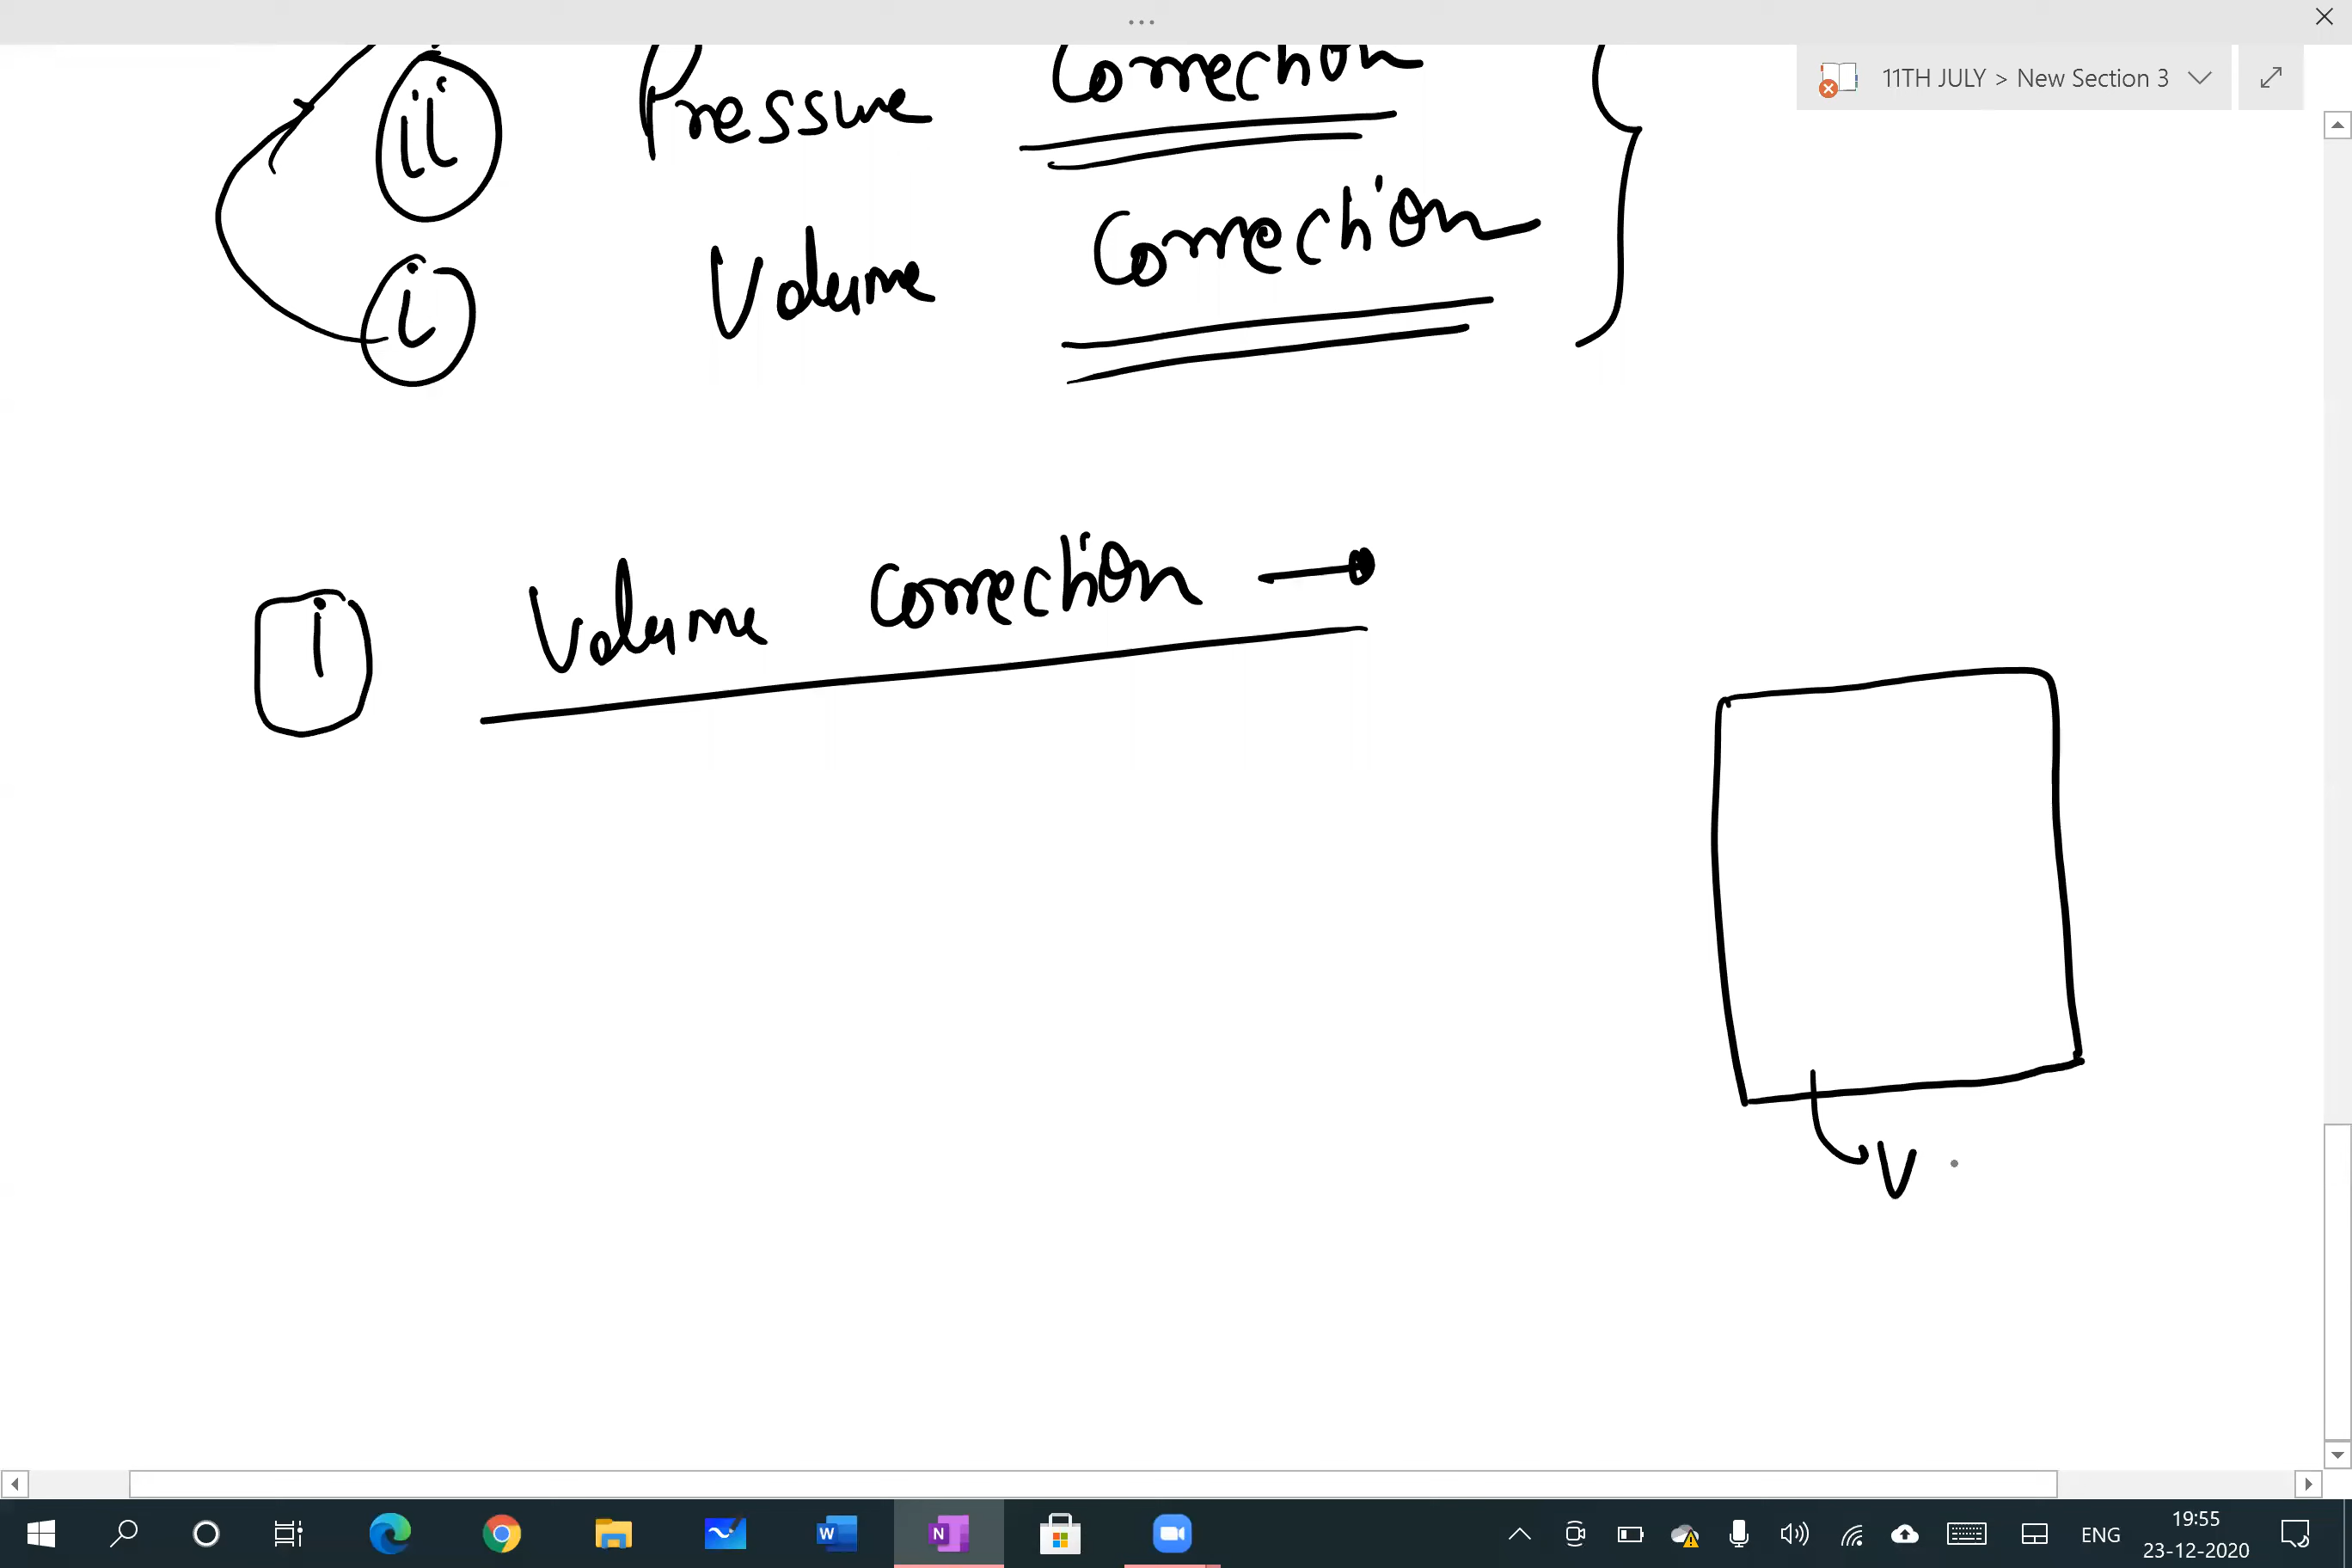 11TH JULY > New Section 3
ii Pressure Correction
i Volume Correction
i Volume Correction
V
ENG
19:55
23-12-2020